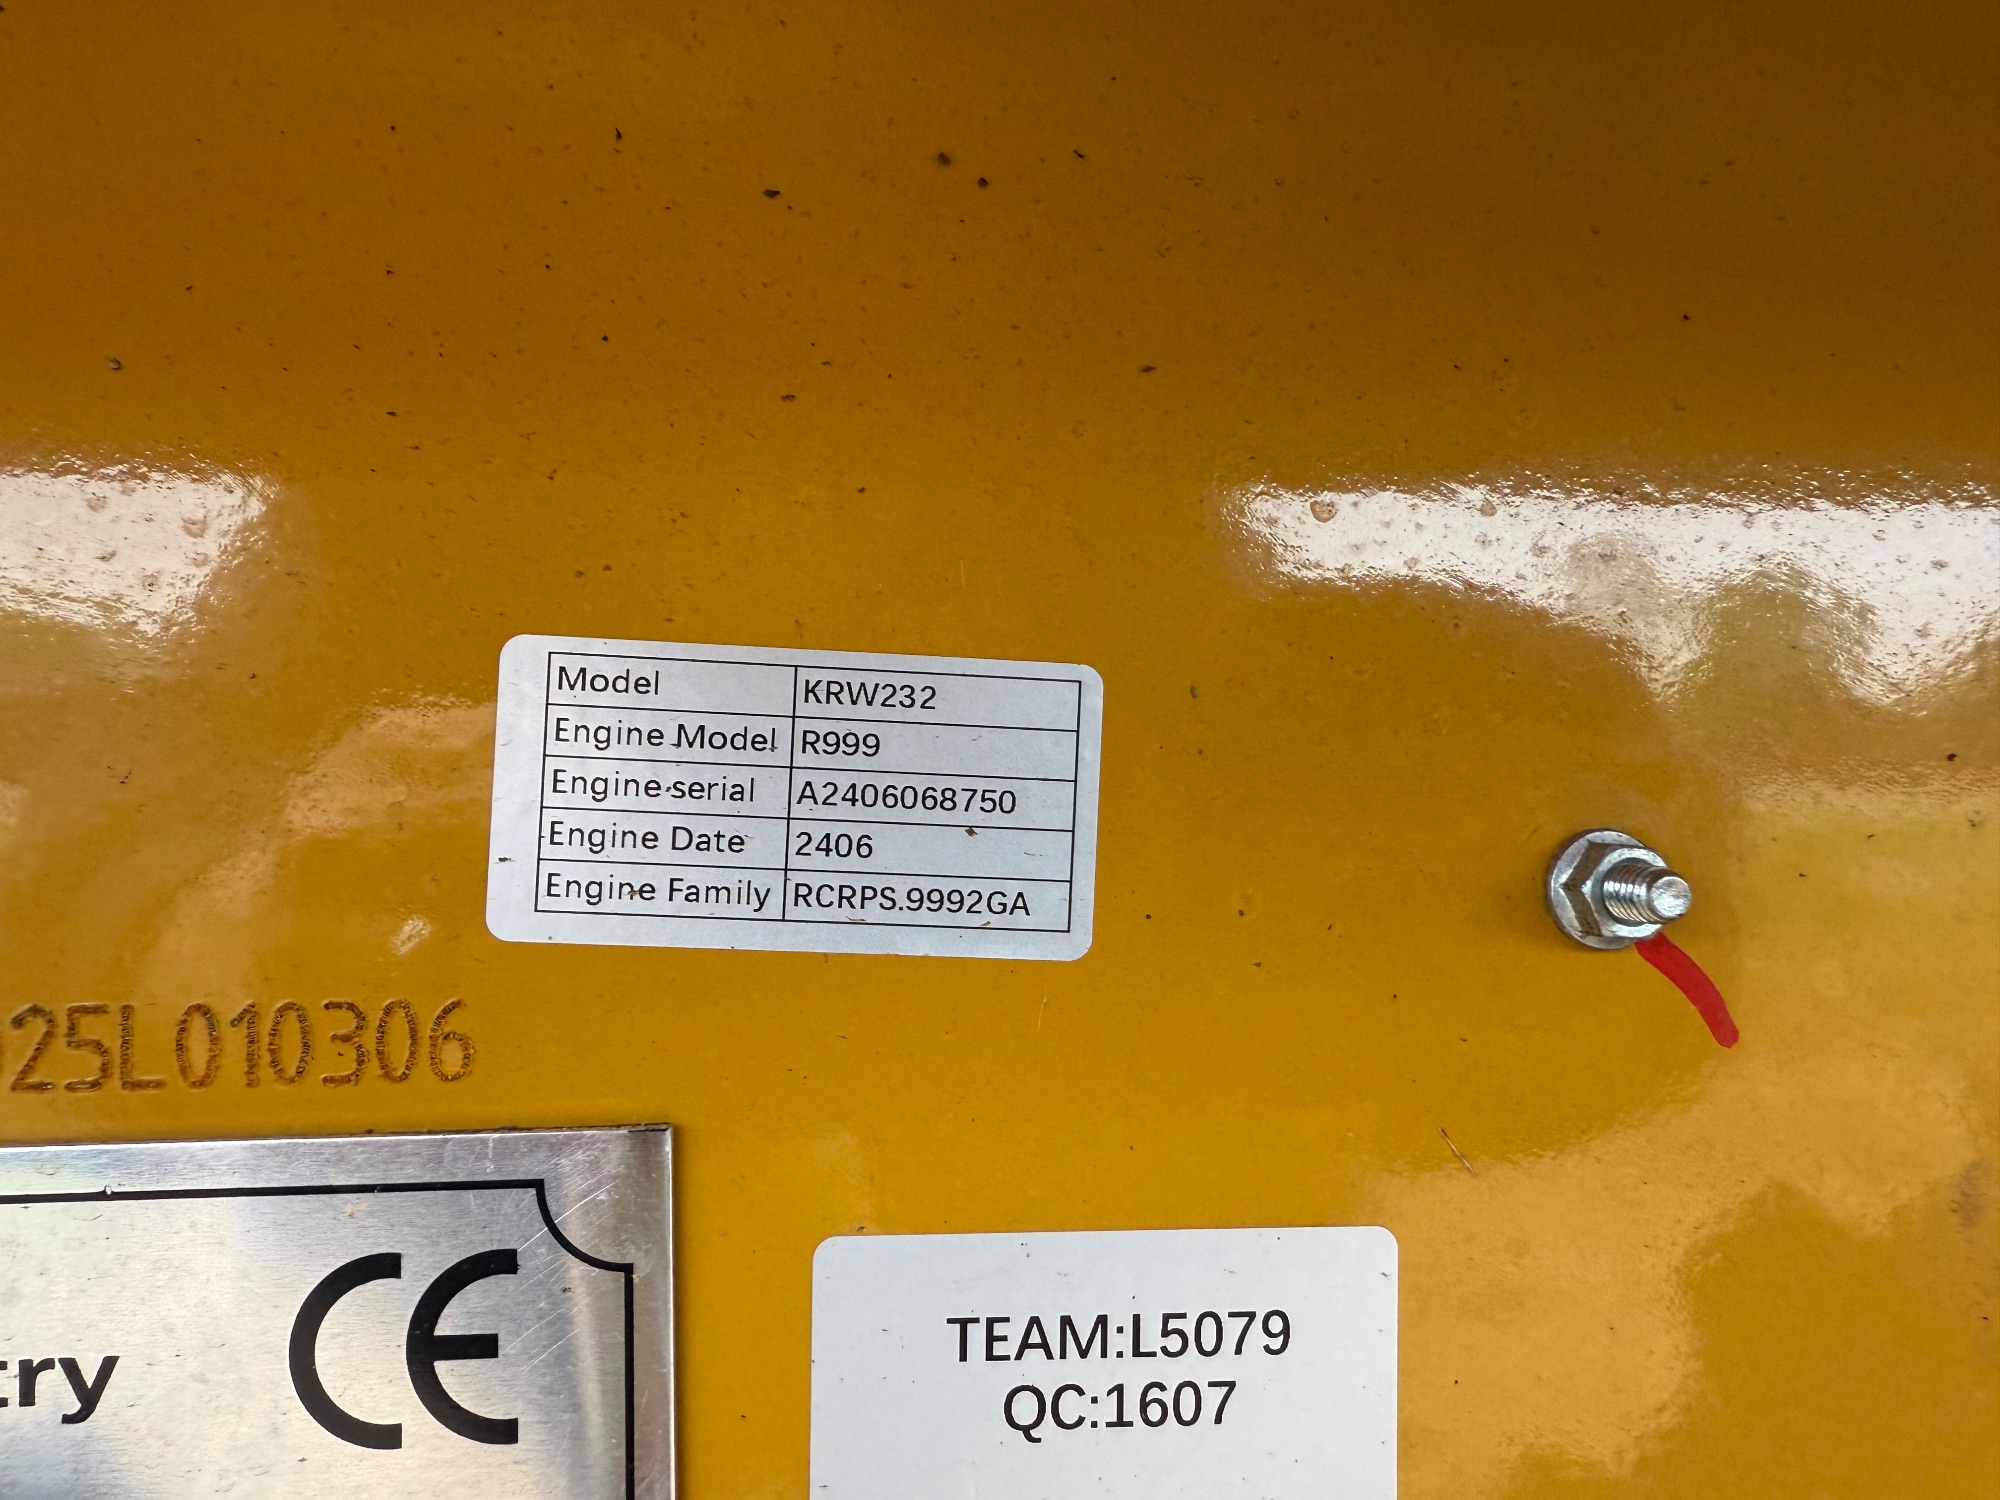 Model KRW232
Engine Model R999
Engine serial A2406068750
Engine Date 2406
Engine Family RCRPS.9992GA
25L010306
CE
try
TEAM:L5079
QC:1607